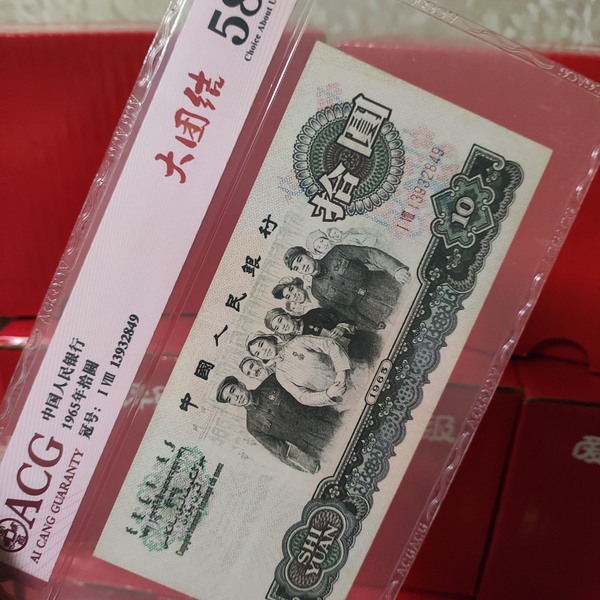 ACG
AI CANG GUARANTY
中国人民银行
1965年拾圆
冠号：I VIII 13932849
大团结
58
Choice About U
拾圓
I VIII 13932849
10
中國人民銀行
1965
SHI
YUAN